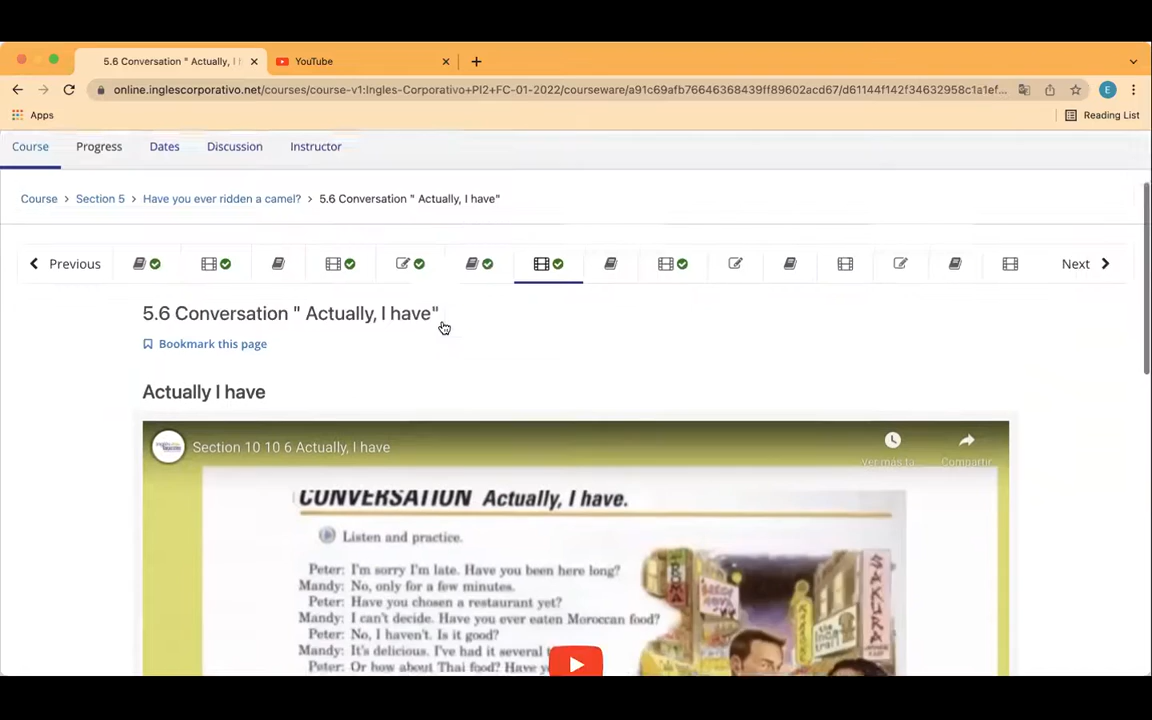 5.6 Conversation " Actually, I h
YouTube
online.inglescorporativo.net/courses/course-v1:Ingles-Corporativo+PI2+FC-01-2022/courseware/a91c69afb76646368439ff89602acd67/d61144f142f34632958c1a1ef...
E
Apps
Reading List
Course Progress Dates Discussion Instructor
Course > Section 5 > Have you ever ridden a camel? > 5.6 Conversation " Actually, I have"
Previous
Next
5.6 Conversation " Actually, I have"
Bookmark this page
Actually I have
Section 10 10 6 Actually, I have
Ver más ta...
Compartir
CONVERSATION Actually, I have.
Listen and practice.
Peter: I'm sorry I'm late. Have you been here long?
Mandy: No, only for a few minutes.
Peter: Have you chosen a restaurant yet?
Mandy: I can't decide. Have you ever eaten Moroccan food?
Peter: No, I haven't. Is it good?
Mandy: It's delicious. I've had it several
Peter: Or how about Thai food? Have
SAKURA